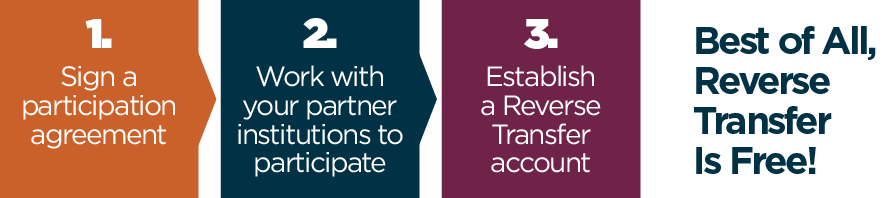 1.
Sign a
participation
agreement
2.
Work with
your partner
institutions to
participate
3.
Establish
a Reverse
Transfer
account
Best of All,
Reverse
Transfer
Is Free!